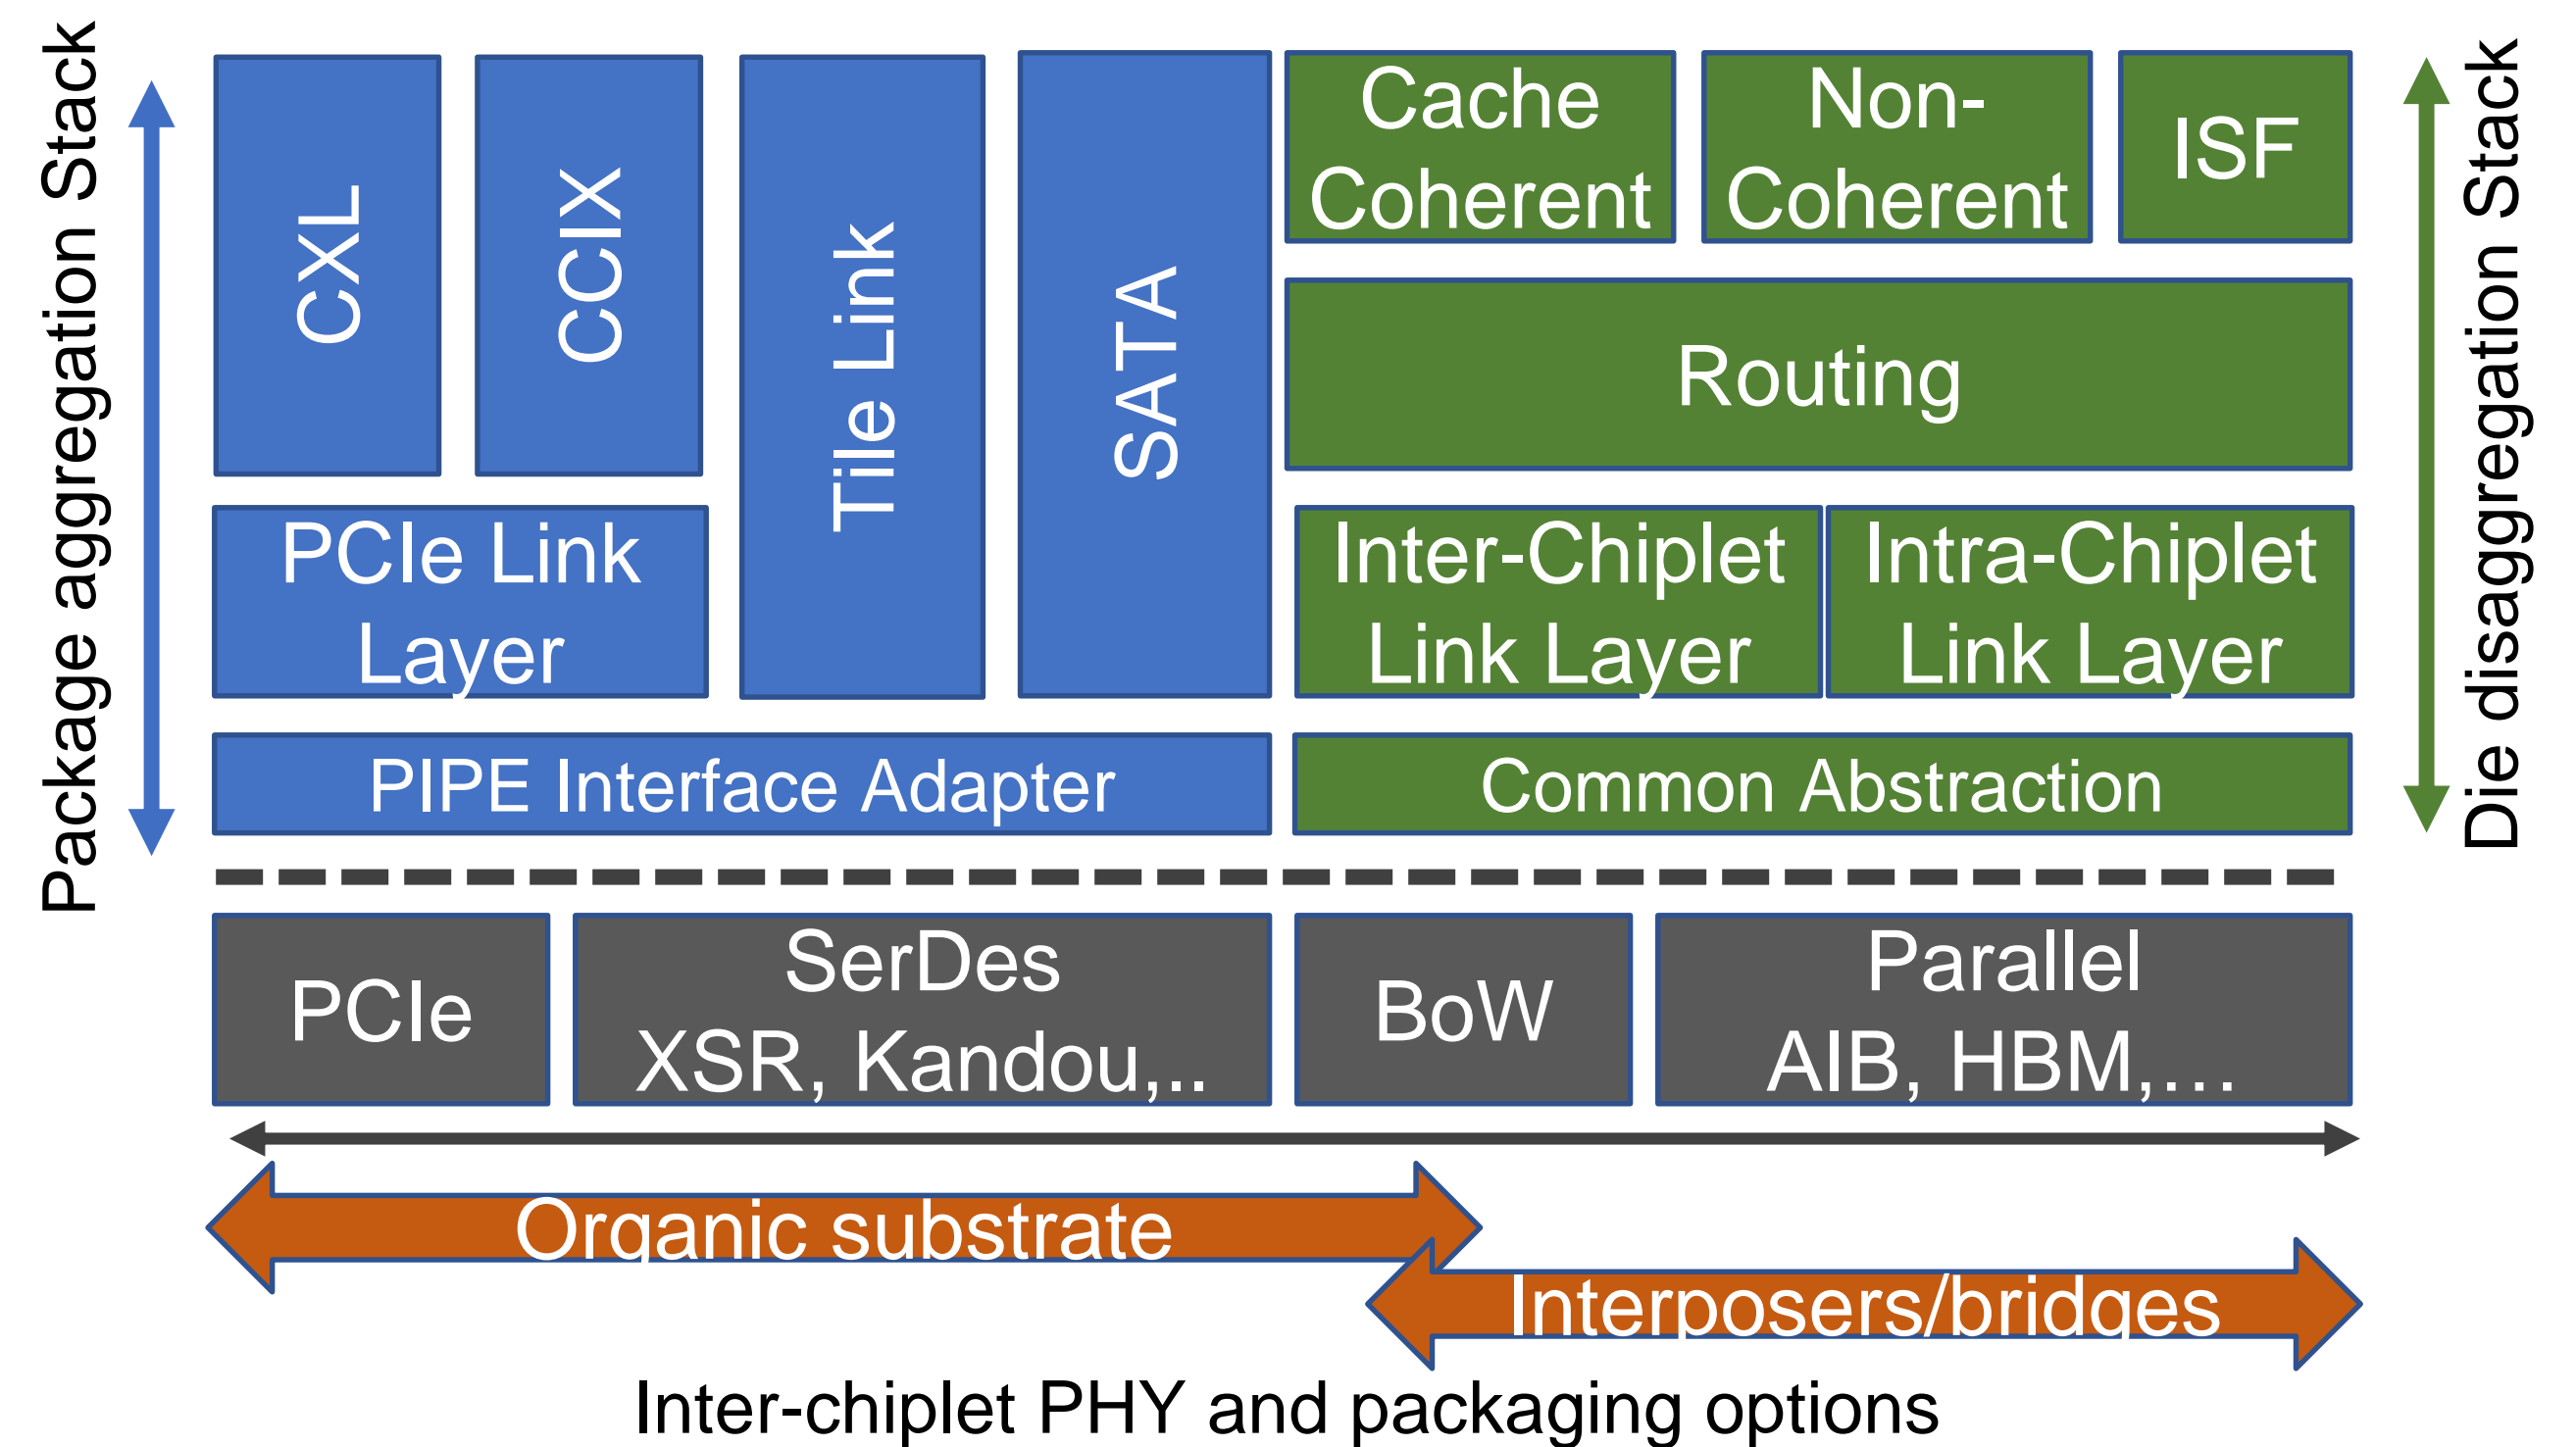 Package aggregation Stack
CXL
CCIX
Tile Link
SATA
Cache
Coherent
Non-
Coherent
ISF
Routing
PCIe Link
Layer
Inter-Chiplet
Link Layer
Intra-Chiplet
Link Layer
PIPE Interface Adapter
Common Abstraction
Die disaggregation Stack
PCIe
SerDes
XSR, Kandou,..
BoW
Parallel
AIB, HBM,...
Organic substrate
Interposers/bridges
Inter-chiplet PHY and packaging options